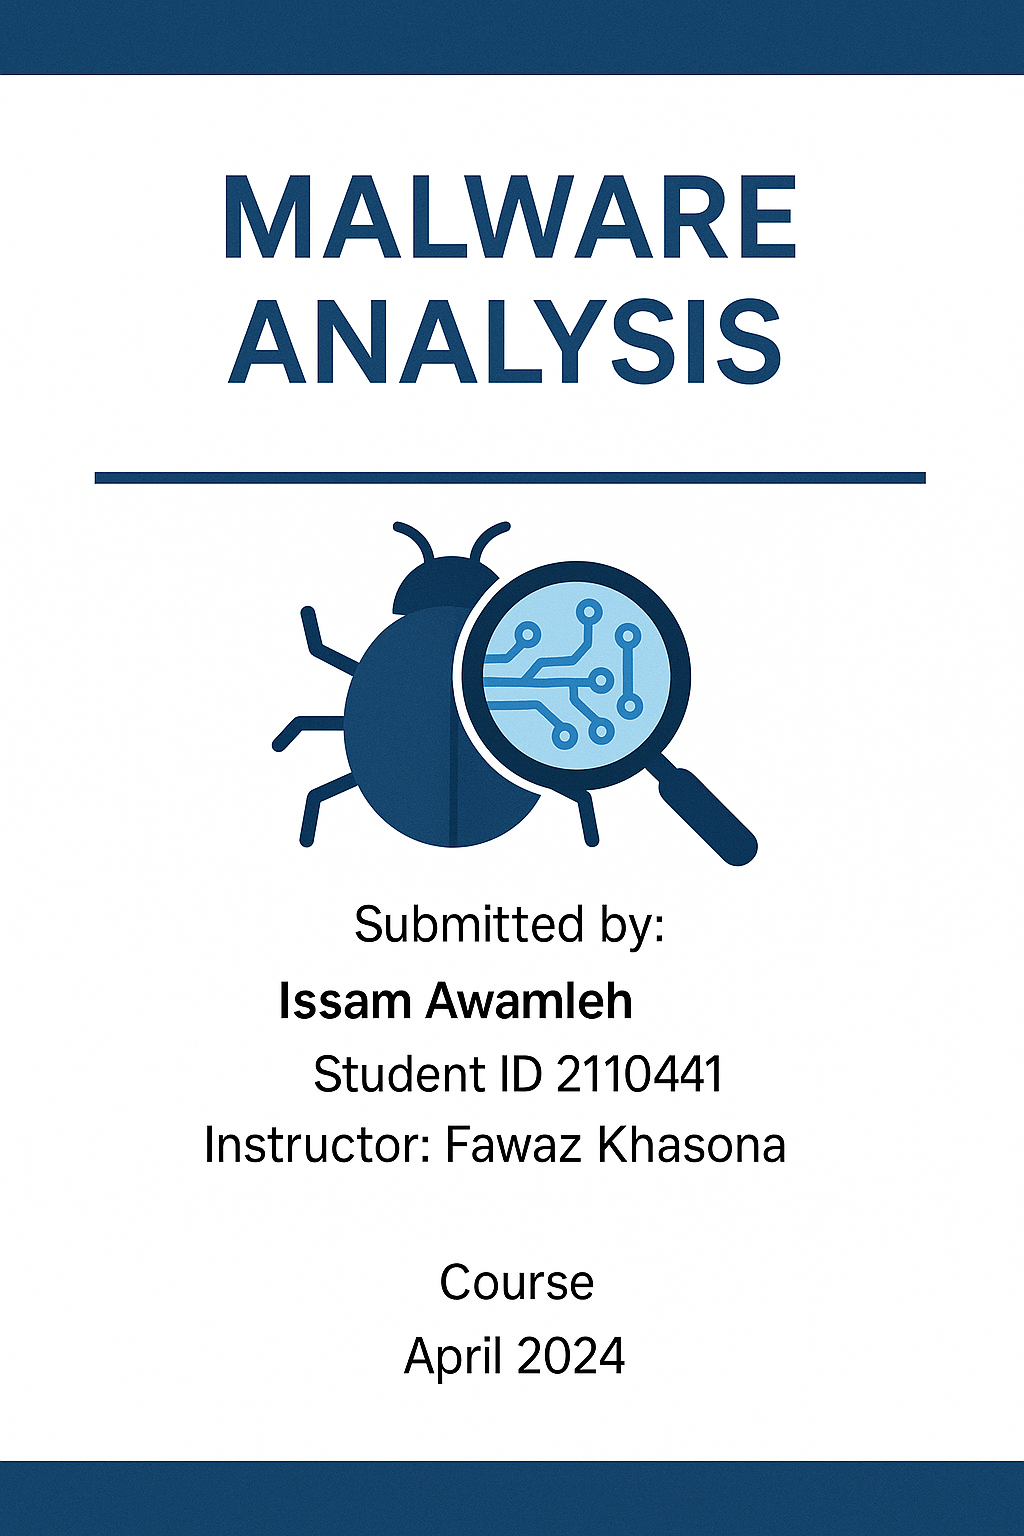 MALWARE
ANALYSIS
Submitted by:
Issam Awamleh
Student ID 2110441
Instructor: Fawaz Khasona
Course
April 2024